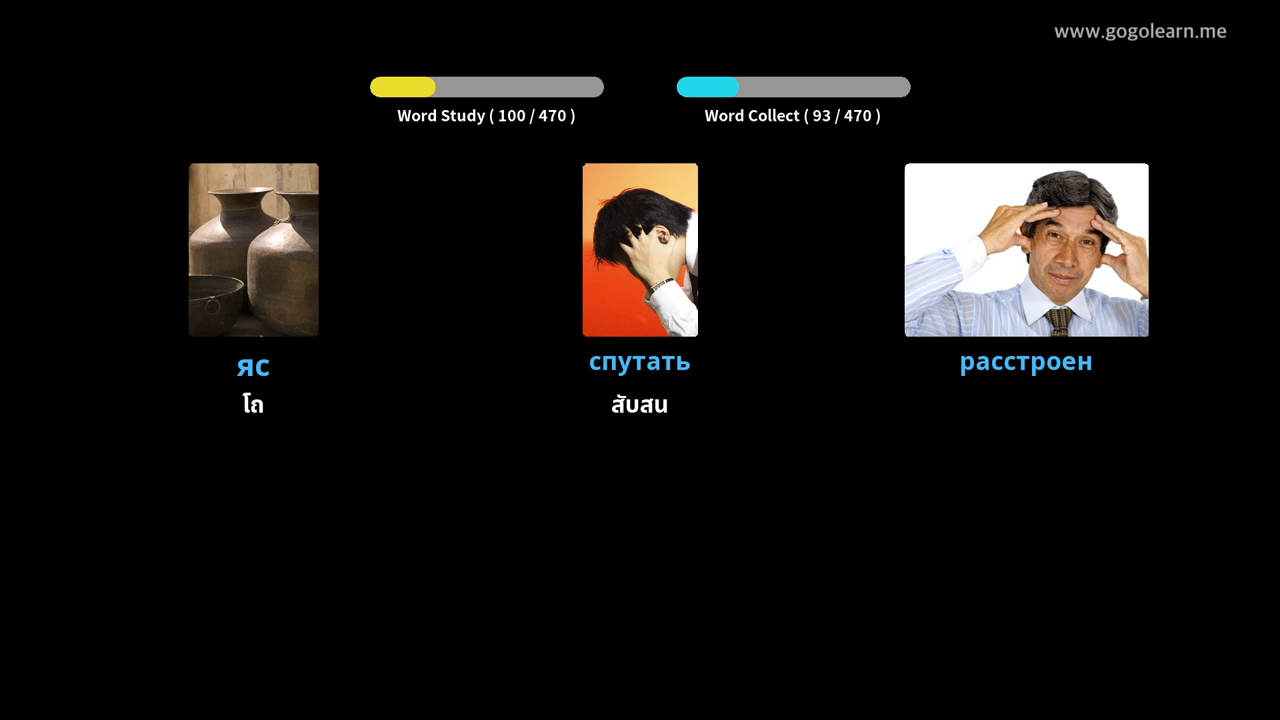 www.gogolearn.me
Word Study ( 100 / 470 )
Word Collect ( 93 / 470 )
яс
โถ
спутать
สับสน
расстроен